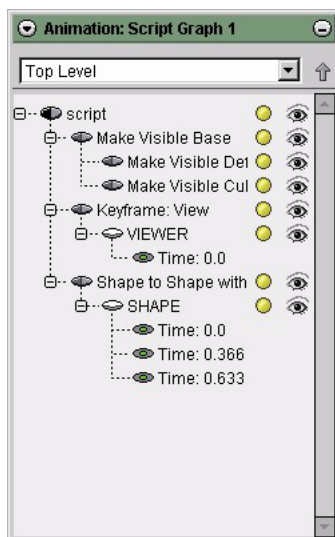 Animation: Script Graph 1
Top Level
script
Make Visible Base
Make Visible Det
Make Visible Cul
Keyframe: View
VIEWER
Time: 0.0
Shape to Shape with
SHAPE
Time: 0.0
Time: 0.366
Time: 0.633